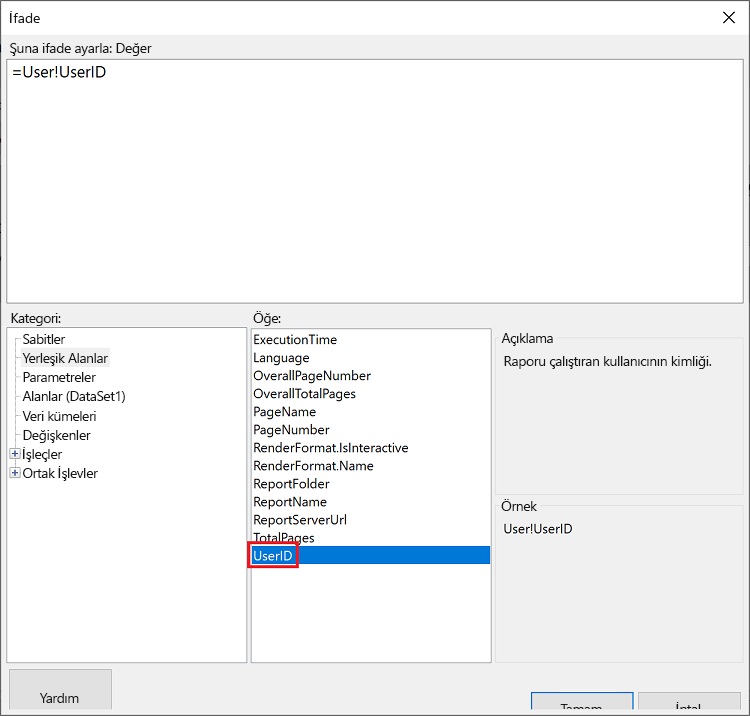 İfade
Şuna ifade ayarla: Değer
=User!UserID
Kategori:
Sabitler
Yerleşik Alanlar
Parametreler
Alanlar (DataSet1)
Veri kümeleri
Değişkenler
İşleçler
Ortak İşlevler
Öğe:
ExecutionTime
Language
OverallPageNumber
OverallTotalPages
PageName
PageNumber
RenderFormat.IsInteractive
RenderFormat.Name
ReportFolder
ReportName
ReportServerUrl
TotalPages
UserID
Açıklama
Raporu çalıştıran kullanıcının kimliği.
Örnek
User!UserID
Yardım
Tamam
İptal